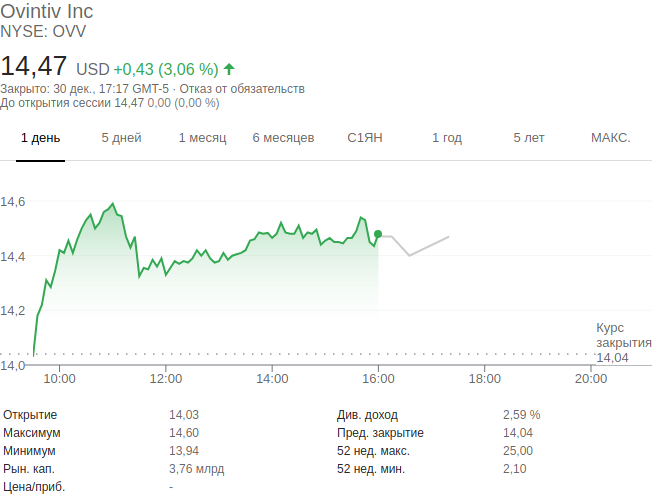 Ovintiv Inc
NYSE: OVV
14,47 USD +0,43 (3,06 %)
Закрыто: 30 дек., 17:17 GMT-5 · Отказ от обязательств
До открытия сессии 14,47 0,00 (0,00 %)
1 день 5 дней 1 месяц 6 месяцев С1ЯН 1 год 5 лет МАКС.
14,6
14,4
14,2
Курс
закрытия
14,04
14,0
10:00 12:00 14:00 16:00 18:00 20:00
Открытие 14,03 Див. доход 2,59 %
Максимум 14,60 Пред. закрытие 14,04
Минимум 13,94 52 нед. макс. 25,00
Рын. кап. 3,76 млрд 52 нед. мин. 2,10
Цена/приб. -